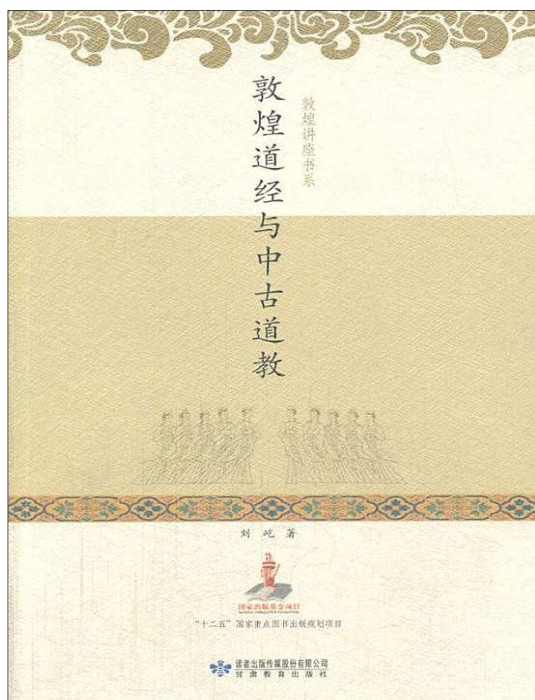 敦煌讲座书系
敦煌道经与中古道教
刘屹 著
国家出版基金项目
“十二五”国家重点图书出版规划项目
读者出版传媒股份有限公司
甘肃教育出版社